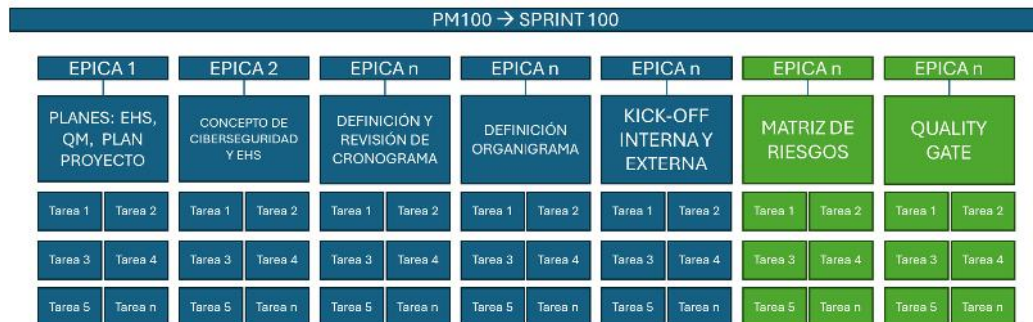 PM100 → SPRINT 100
EPICA 1
EPICA 2
EPICA n
EPICA n
EPICA n
EPICA n
EPICA n
PLANES: EHS,
QM, PLAN
PROYECTO
CONCEPTO DE
CIBERSEGURIDAD
Y EHS
DEFINICIÓN Y
REVISIÓN DE
CRONOGRAMA
DEFINICIÓN
ORGANIGRAMA
KICK-OFF
INTERNA Y
EXTERNA
MATRIZ DE
RIESGOS
QUALITY
GATE
Tarea 1 Tarea 2 Tarea 1 Tarea 2 Tarea 1 Tarea 2 Tarea 1 Tarea 2 Tarea 1 Tarea 2 Tarea 1 Tarea 2 Tarea 1 Tarea 2
Tarea 3 Tarea 4 Tarea 3 Tarea 4 Tarea 3 Tarea 4 Tarea 3 Tarea 4 Tarea 3 Tarea 4 Tarea 3 Tarea 4 Tarea 3 Tarea 4
Tarea 5 Tarea n Tarea 5 Tarea n Tarea 5 Tarea n Tarea 5 Tarea n Tarea 5 Tarea n Tarea 5 Tarea n Tarea 5 Tarea n